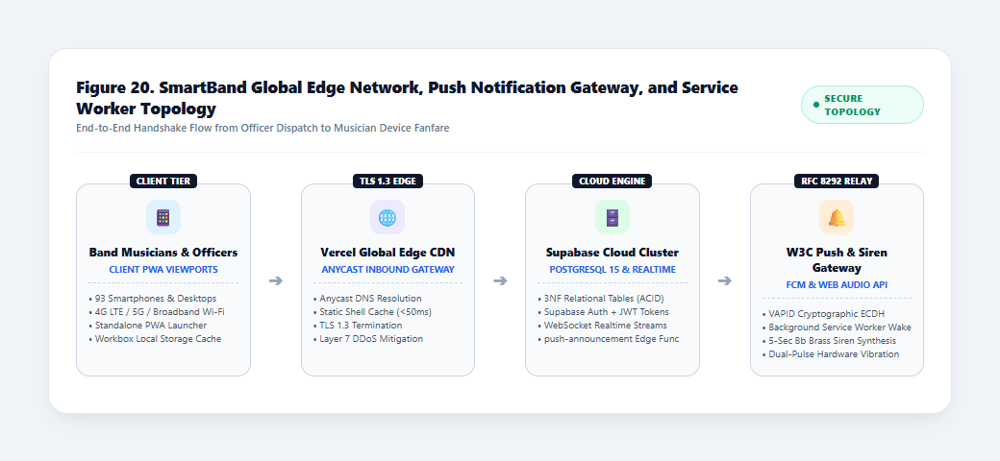 Figure 20. SmartBand Global Edge Network, Push Notification Gateway, and Service
Worker Topology
End-to-End Handshake Flow from Officer Dispatch to Musician Device Fanfare
SECURE
TOPOLOGY
CLIENT TIER
Band Musicians & Officers
CLIENT PWA VIEWPORTS
• 93 Smartphones & Desktops
• 4G LTE / 5G / Broadband Wi-Fi
• Standalone PWA Launcher
• Workbox Local Storage Cache
➔
TLS 1.3 EDGE
Vercel Global Edge CDN
ANYCAST INBOUND GATEWAY
• Anycast DNS Resolution
• Static Shell Cache (<50ms)
• TLS 1.3 Termination
• Layer 7 DDoS Mitigation
➔
CLOUD ENGINE
Supabase Cloud Cluster
POSTGRESQL 15 & REALTIME
• 3NF Relational Tables (ACID)
• Supabase Auth + JWT Tokens
• WebSocket Realtime Streams
• push-announcement Edge Func
➔
RFC 8292 RELAY
W3C Push & Siren
Gateway
FCM & WEB AUDIO API
• VAPID Cryptographic ECDH
• Background Service Worker Wake
• 5-Sec Bb Brass Siren Synthesis
• Dual-Pulse Hardware Vibration